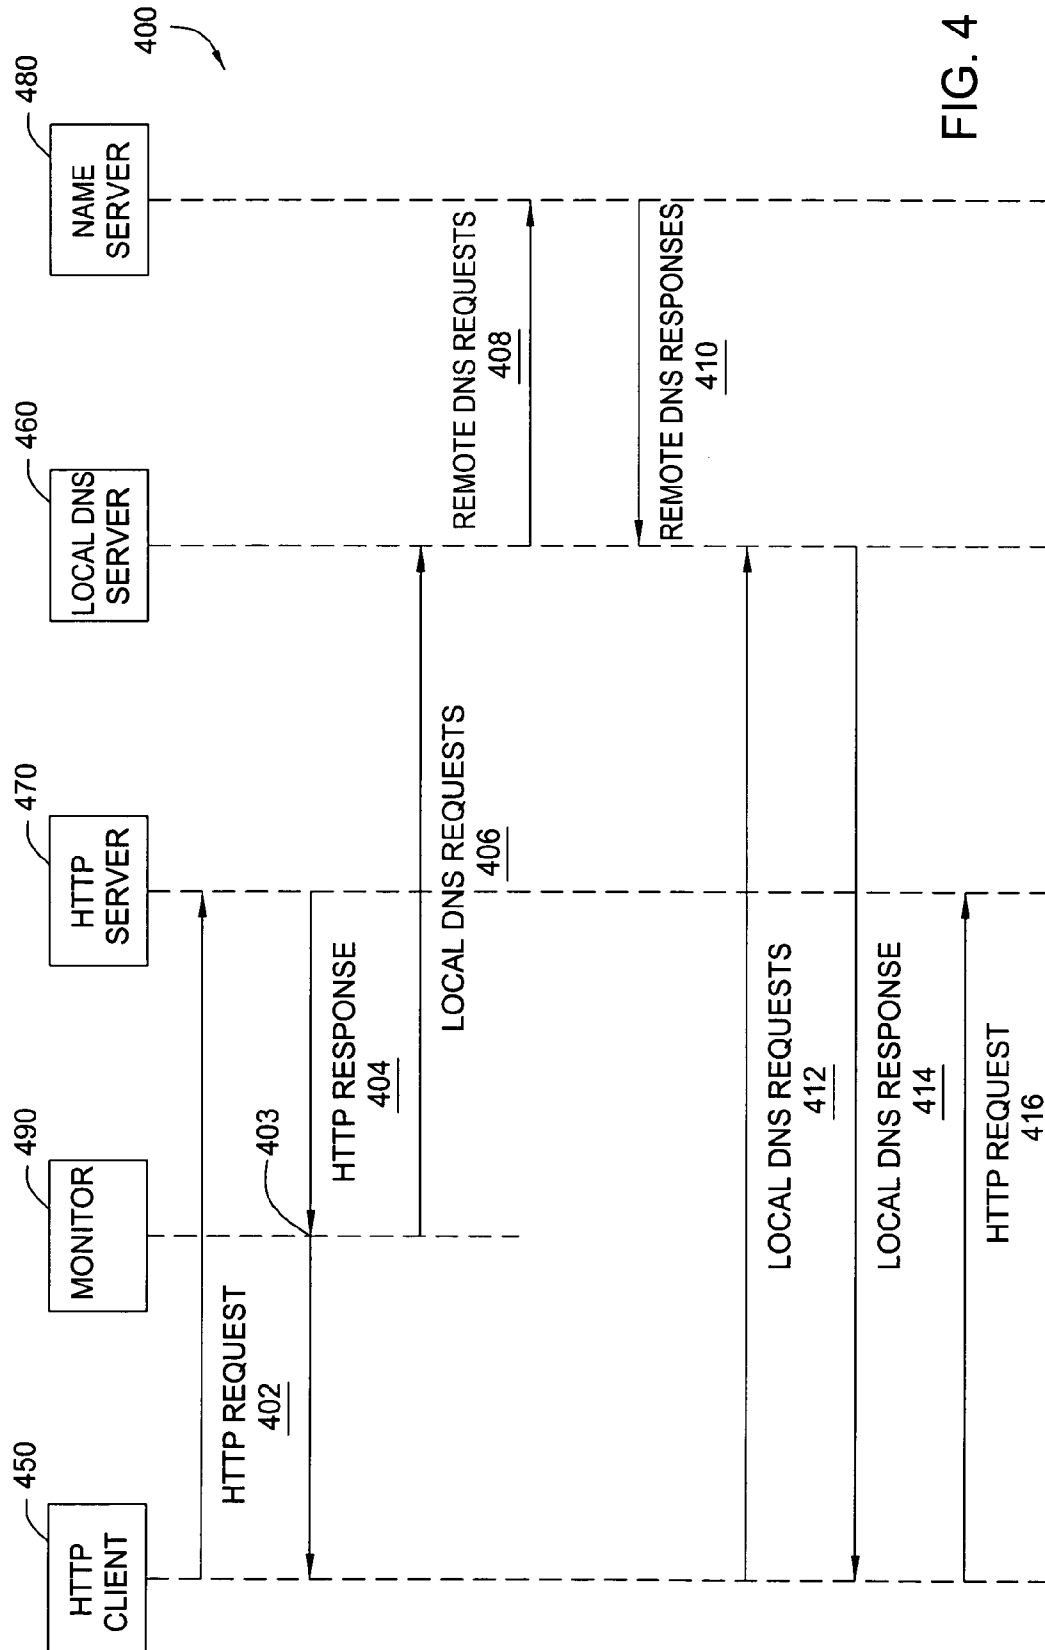 400
450
490
470
460
480
HTTP
CLIENT
MONITOR
HTTP
SERVER
LOCAL DNS
SERVER
NAME
SERVER
HTTP REQUEST
402
403
HTTP RESPONSE
404
LOCAL DNS REQUESTS
406
REMOTE DNS REQUESTS
408
REMOTE DNS RESPONSES
410
LOCAL DNS REQUESTS
412
LOCAL DNS RESPONSE
414
HTTP REQUEST
416
FIG. 4